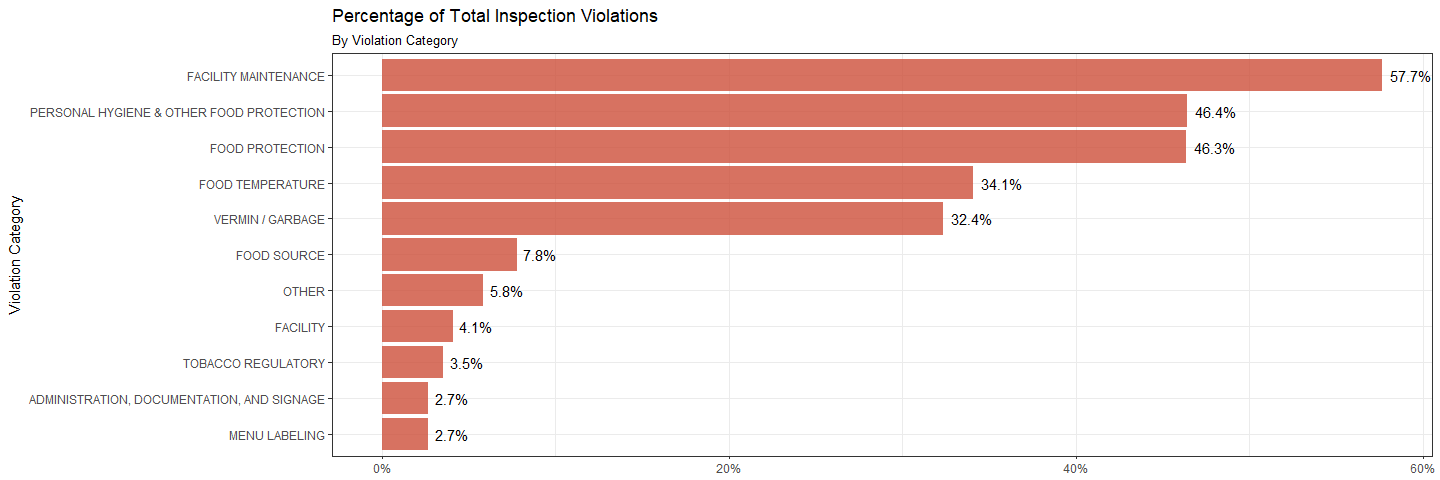 Percentage of Total Inspection Violations
By Violation Category
Violation Category
FACILITY MAINTENANCE 57.7%
PERSONAL HYGIENE & OTHER FOOD PROTECTION 46.4%
FOOD PROTECTION 46.3%
FOOD TEMPERATURE 34.1%
VERMIN / GARBAGE 32.4%
FOOD SOURCE 7.8%
OTHER 5.8%
FACILITY 4.1%
TOBACCO REGULATORY 3.5%
ADMINISTRATION, DOCUMENTATION, AND SIGNAGE 2.7%
MENU LABELING 2.7%
0% 20% 40% 60%